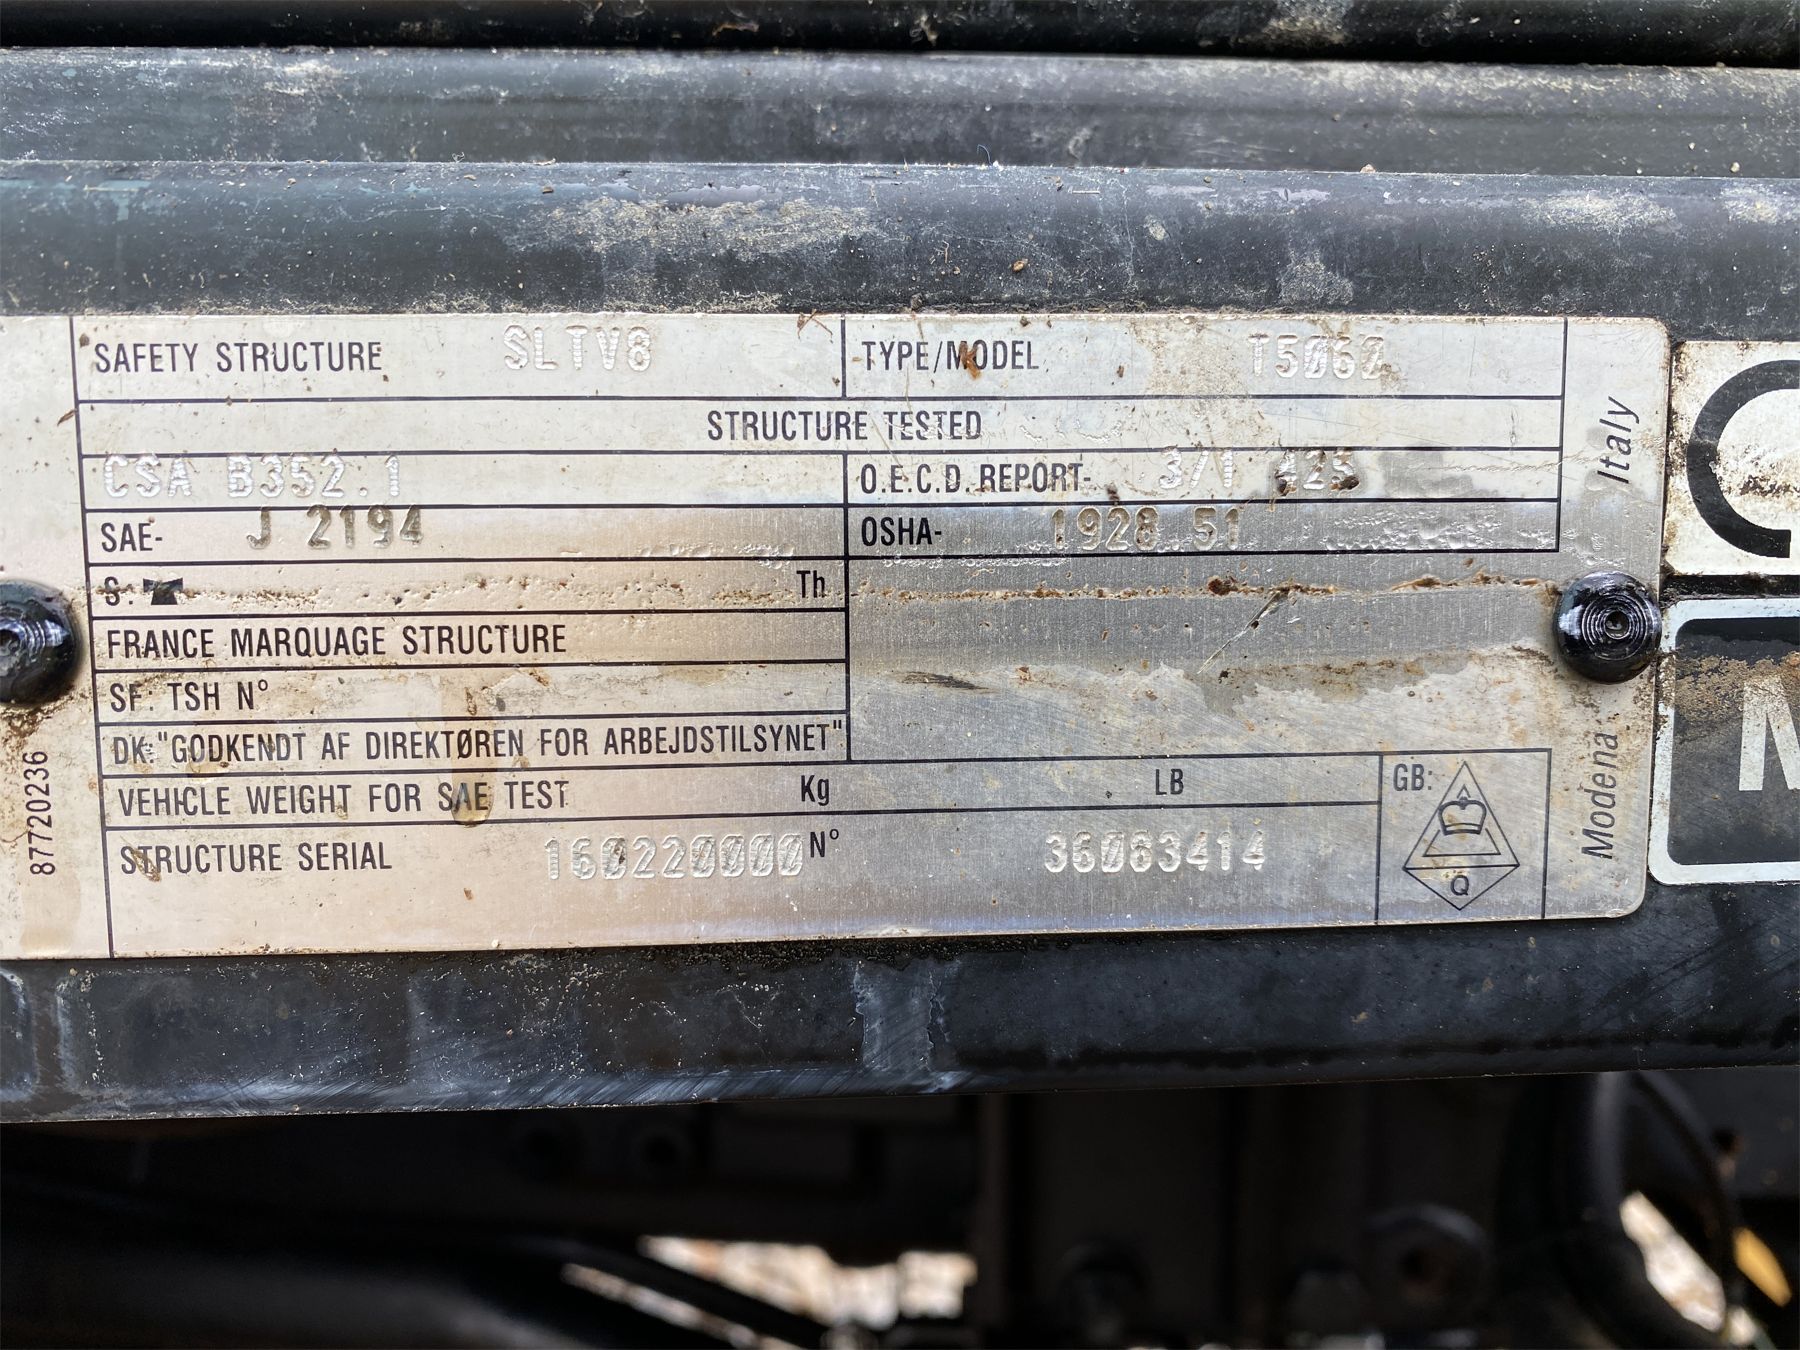 SAFETY STRUCTURE SLTV8
TYPE/MODEL T5060
STRUCTURE TESTED
CSA B352.1
O.E.C.D. REPORT- 3/1 425
SAE- J 2194
OSHA- 1928 51
S: Th
FRANCE MARQUAGE STRUCTURE
SF: TSH N°
DK: "GODKENDT AF DIREKTØREN FOR ARBEJDSTILSYNET"
VEHICLE WEIGHT FOR SAE TEST Kg LB
STRUCTURE SERIAL 160220000 N° 36083414
GB:
Q
87720236
Modena
Italy